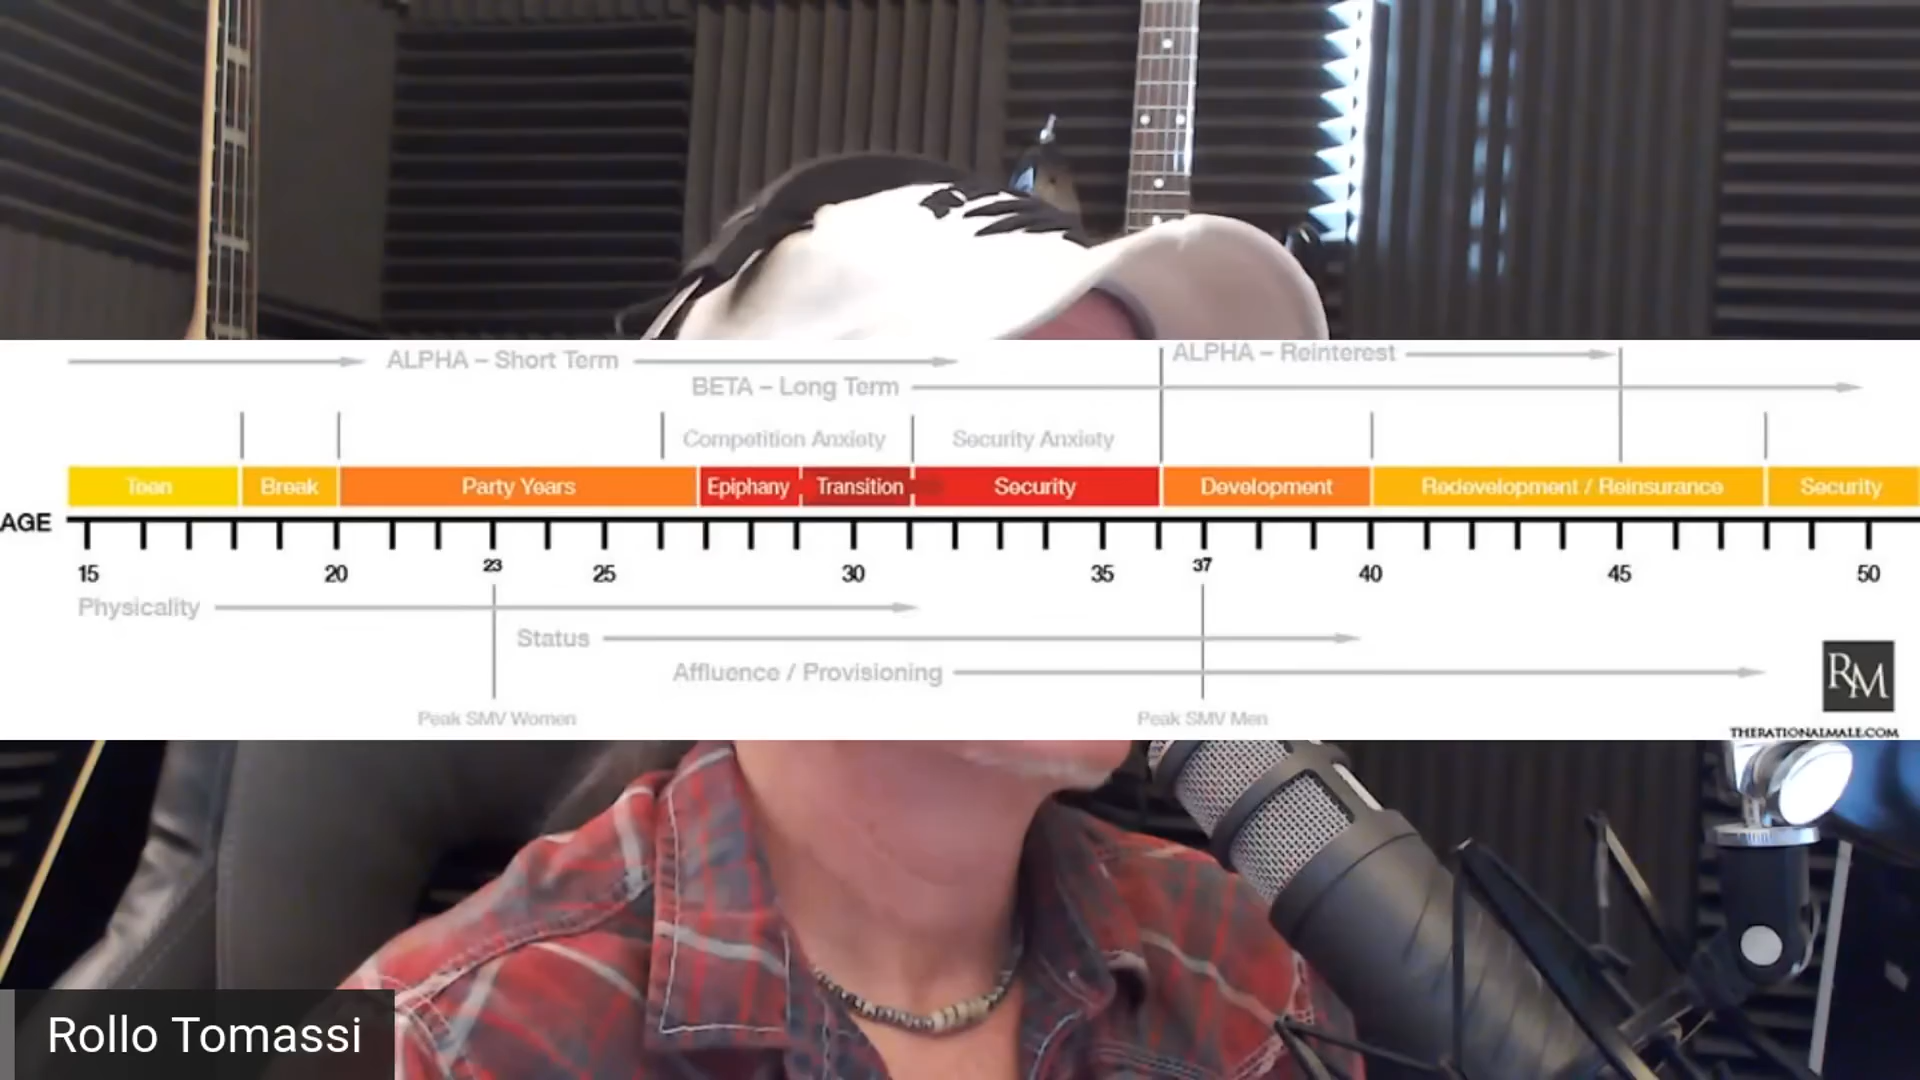 ALPHA – Short Term
ALPHA – Reinterest
BETA – Long Term
Competition Anxiety
Security Anxiety
Teen Break Party Years Epiphany Transition Security Development Redevelopment / Reinsurance Security
AGE
15 20 23 25 30 35 37 40 45 50
Physicality
Status
Affluence / Provisioning
Peak SMV Women
Peak SMV Men
RM
THERATIONALMALE.COM
Rollo Tomassi